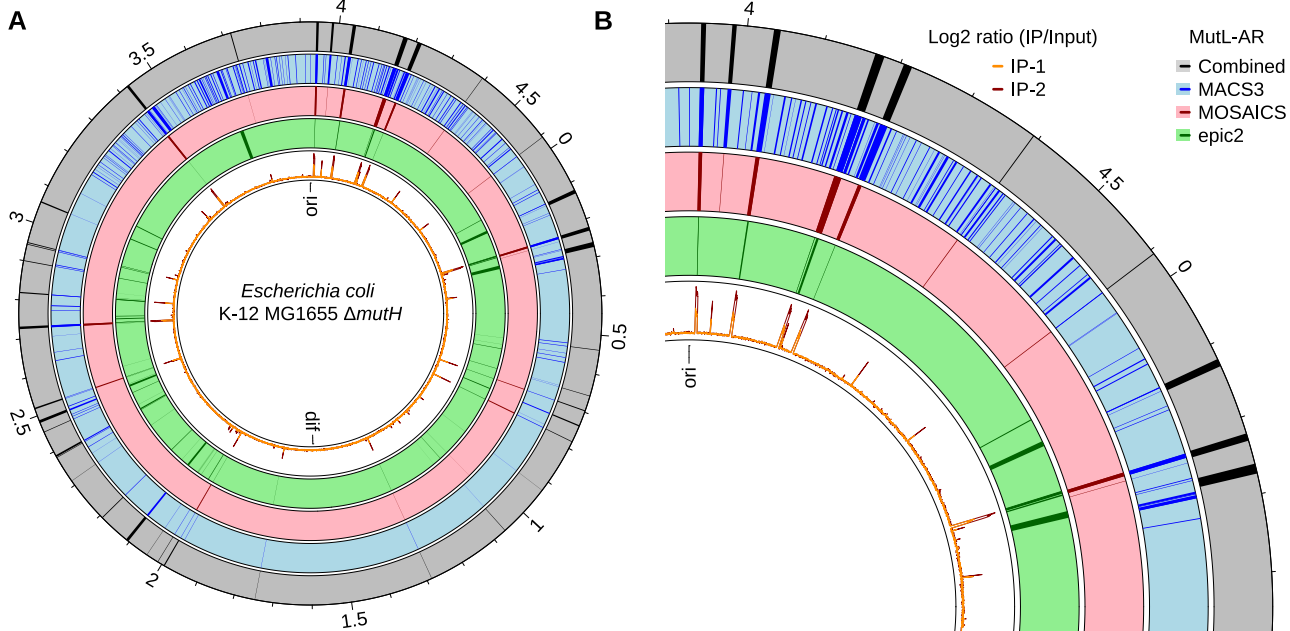 A
4
3.5
4.5
0
3
0.5
2.5
1
2
1.5
ori
Escherichia coli
K-12 MG1655 ΔmutH
dif
B
4
4.5
0
ori
Log2 ratio (IP/Input)
IP-1
IP-2
MutL-AR
Combined
MACS3
MOSAICS
epic2